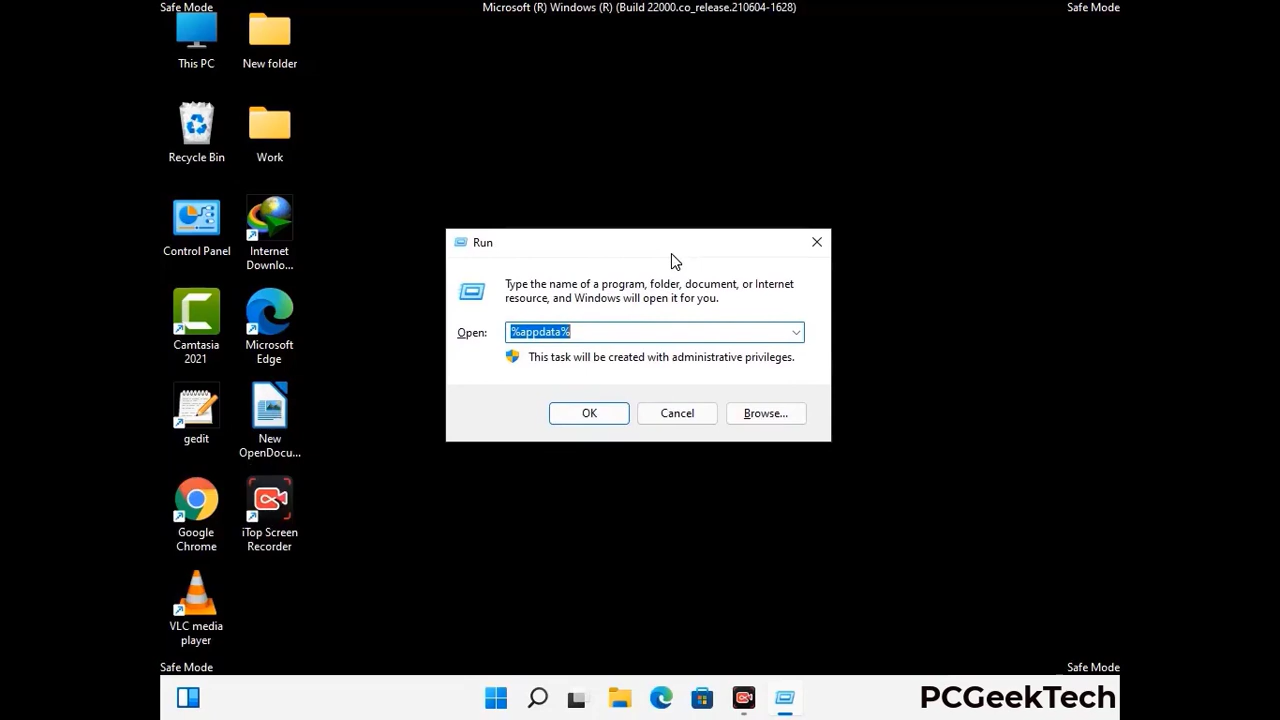 Safe Mode
Microsoft (R) Windows (R) (Build 22000.co_release.210604-1628)
Safe Mode
This PC
New folder
Recycle Bin
Work
Control Panel
Internet
Downlo...
Camtasia
2021
Microsoft
Edge
gedit
New
OpenDocu...
Google
Chrome
iTop Screen
Recorder
VLC media
player
Run
Type the name of a program, folder, document, or Internet
resource, and Windows will open it for you.
Open:
%appdata%
This task will be created with administrative privileges.
OK
Cancel
Browse...
Safe Mode
Safe Mode
PCGeekTech